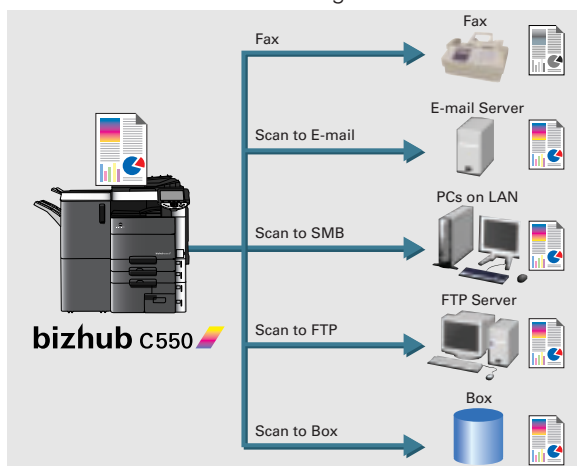 Fax
Fax
Scan to E-mail
E-mail Server
Scan to SMB
PCs on LAN
Scan to FTP
FTP Server
Scan to Box
Box
bizhub C550